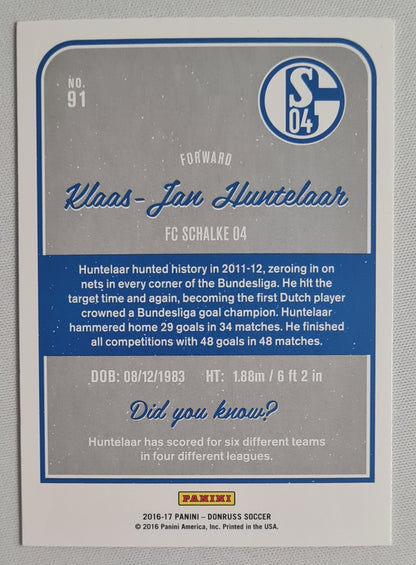 NO.
91
S
04
FORWARD
Klaas-Jan Huntelaar
FC SCHALKE 04
Huntelaar hunted history in 2011-12, zeroing in on
nets in every corner of the Bundesliga. He hit the
target time and again, becoming the first Dutch player
crowned a Bundesliga goal champion. Huntelaar
hammered home 29 goals in 34 matches. He finished
all competitions with 48 goals in 48 matches.
DOB: 08/12/1983 HT: 1.88m / 6 ft 2 in
Did you know?
Huntelaar has scored for six different teams
in four different leagues.
PANINI
2016-17 PANINI – DONRUSS SOCCER
© 2016 Panini America, Inc. Printed in the USA.